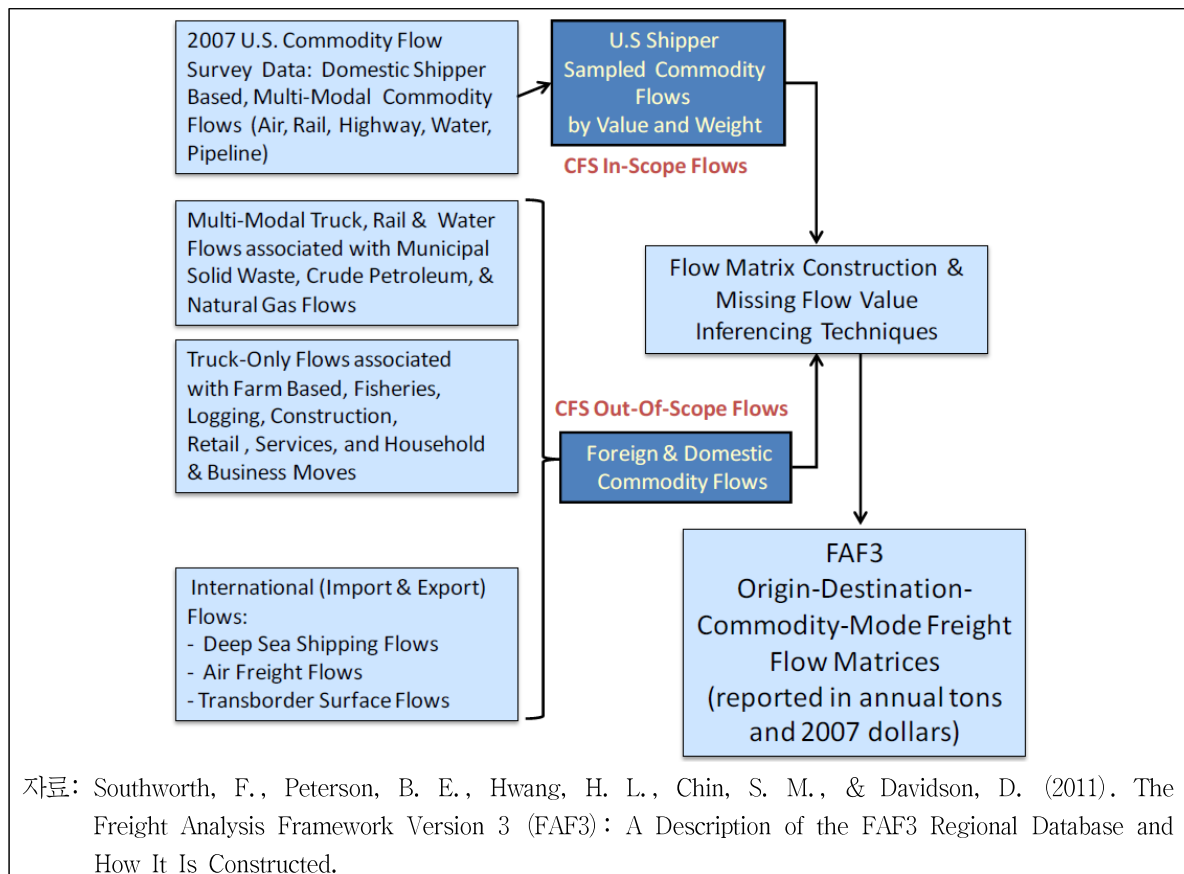 2007 U.S. Commodity Flow
Survey Data: Domestic Shipper
Based, Multi-Modal Commodity
Flows (Air, Rail, Highway, Water,
Pipeline)
U.S Shipper
Sampled Commodity
Flows
by Value and Weight
CFS In-Scope Flows
Multi-Modal Truck, Rail & Water
Flows associated with Municipal
Solid Waste, Crude Petroleum, &
Natural Gas Flows
Flow Matrix Construction &
Missing Flow Value
Inferencing Techniques
Truck-Only Flows associated
with Farm Based, Fisheries,
Logging, Construction,
Retail , Services, and Household
& Business Moves
CFS Out-Of-Scope Flows
Foreign & Domestic
Commodity Flows
International (Import & Export)
Flows:
- Deep Sea Shipping Flows
- Air Freight Flows
- Transborder Surface Flows
FAF3
Origin-Destination-
Commodity-Mode Freight
Flow Matrices
(reported in annual tons
and 2007 dollars)
자료: Southworth, F., Peterson, B. E., Hwang, H. L., Chin, S. M., & Davidson, D. (2011). The
Freight Analysis Framework Version 3 (FAF3): A Description of the FAF3 Regional Database and
How It Is Constructed.